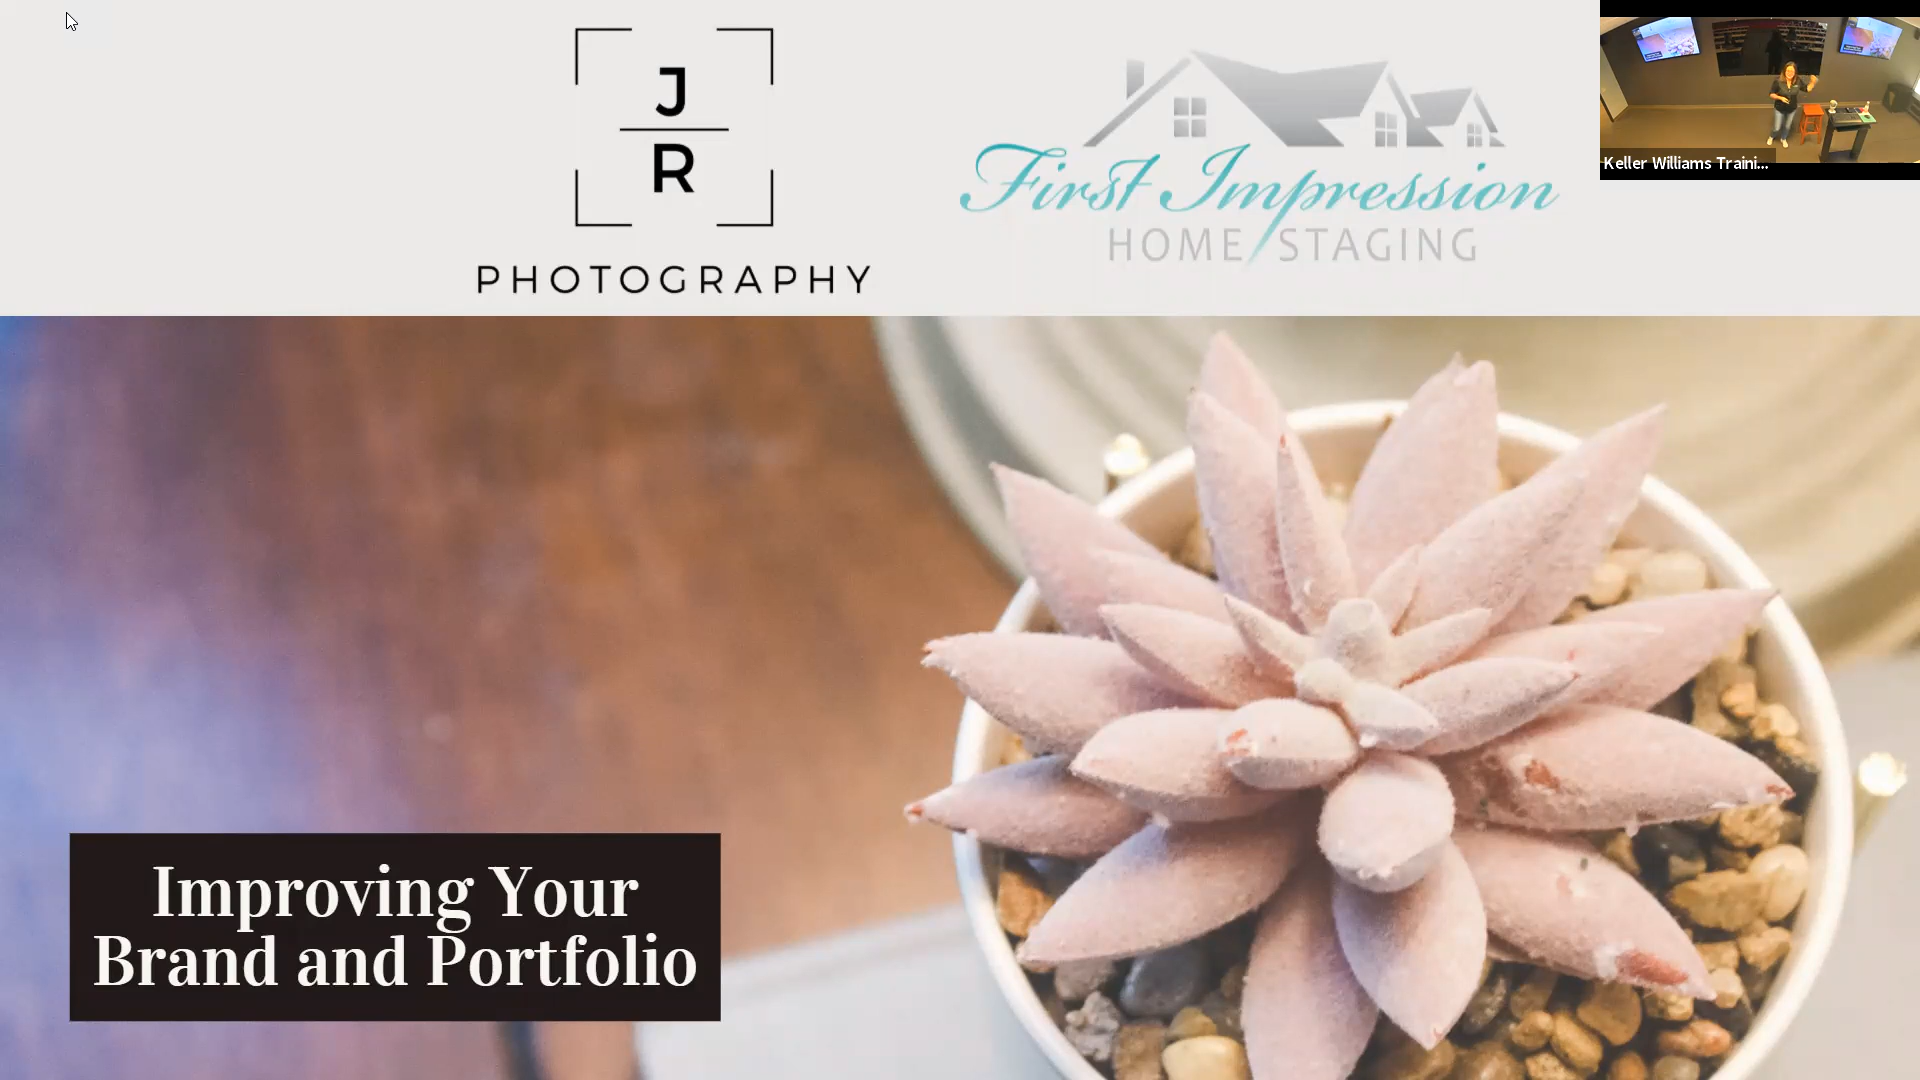 J
R
PHOTOGRAPHY
First Impression
HOME STAGING
Keller Williams Traini...
Improving Your
Brand and Portfolio